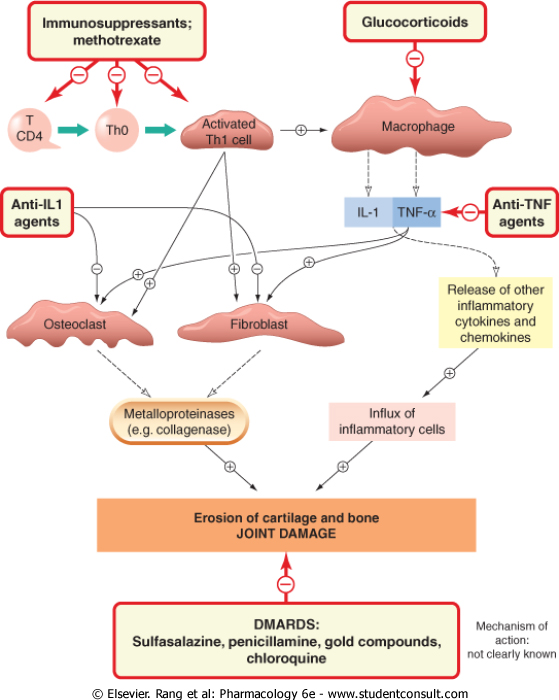 Immunosuppressants;
methotrexate
Glucocorticoids
T
CD4
Th0
Activated
Th1 cell
Macrophage
Anti-IL1
agents
IL-1
TNF-α
Anti-TNF
agents
Osteoclast
Fibroblast
Release of other
inflammatory
cytokines and
chemokines
Metalloproteinases
(e.g. collagenase)
Influx of
inflammatory cells
Erosion of cartilage and bone
JOINT DAMAGE
DMARDS:
Sulfasalazine, penicillamine, gold compounds,
chloroquine
Mechanism of
action:
not clearly known
© Elsevier. Rang et al: Pharmacology 6e - www.studentconsult.com